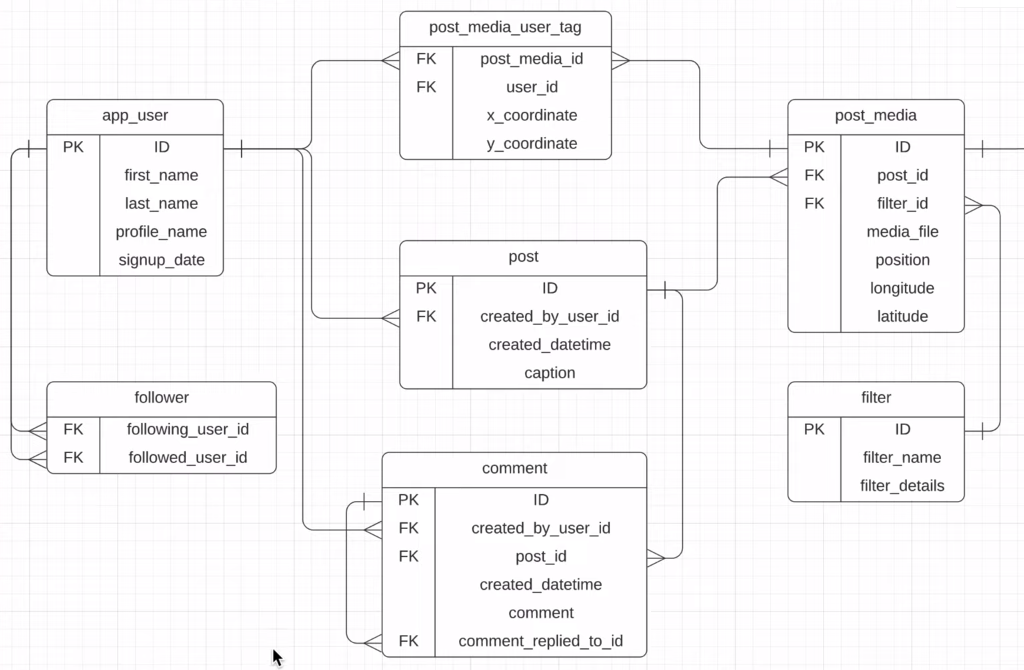 post_media_user_tag
FK post_media_id
FK user_id
x_coordinate
y_coordinate
app_user
PK ID
first_name
last_name
profile_name
signup_date
post_media
PK ID
FK post_id
FK filter_id
media_file
position
longitude
latitude
post
PK ID
FK created_by_user_id
created_datetime
caption
follower
FK following_user_id
FK followed_user_id
filter
PK ID
filter_name
filter_details
comment
PK ID
FK created_by_user_id
FK post_id
created_datetime
comment
FK comment_replied_to_id